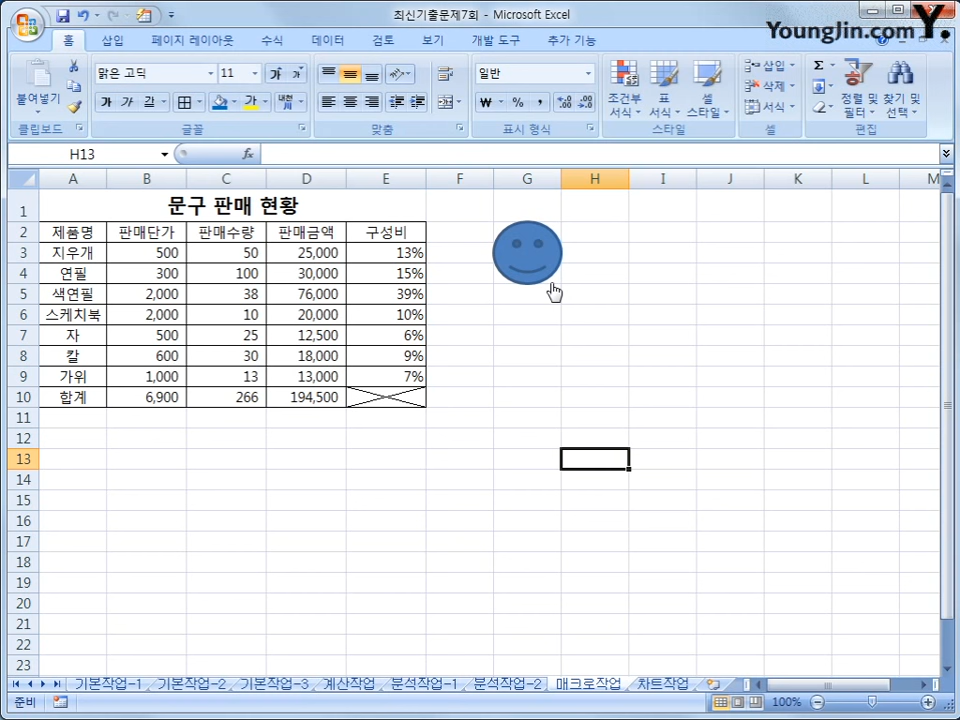 최신기출문제7회 - Microsoft Excel
YoungJin.com Y.
홈 삽입 페이지 레이아웃 수식 데이터 검토 보기 개발 도구 추가 기능
붙여넣기
맑은 고딕 11
가 가 가
일반
% ,
조건부 서식 표 서식 셀 스타일
삽입 삭제 서식
Σ
정렬 및 필터 찾기 및 선택
클립보드 글꼴 맞춤 표시 형식 스타일 셀 편집
H13 fx
A B C D E F G H I J K L M
1 문구 판매 현황
2 제품명 판매단가 판매수량 판매금액 구성비
3 지우개 500 50 25,000 13%
4 연필 300 100 30,000 15%
5 색연필 2,000 38 76,000 39%
6 스케치북 2,000 10 20,000 10%
7 자 500 25 12,500 6%
8 칼 600 30 18,000 9%
9 가위 1,000 13 13,000 7%
10 합계 6,900 266 194,500
11
12
13
14
15
16
17
18
19
20
21
22
23
기본작업-1 기본작업-2 기본작업-3 계산작업 분석작업-1 분석작업-2 매크로작업 차트작업
준비 100%